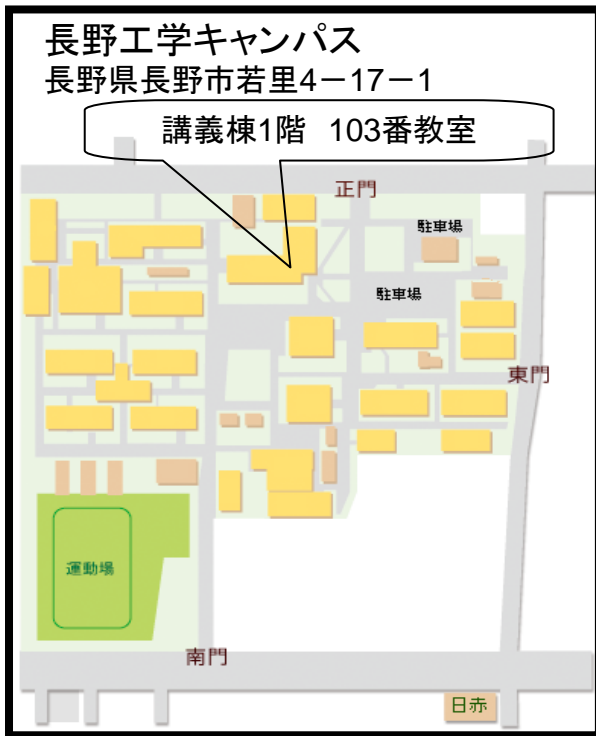 長野工学キャンパス
長野県長野市若里4－17－1
講義棟1階　103番教室
正門
駐車場
駐車場
東門
運動場
南門
日赤